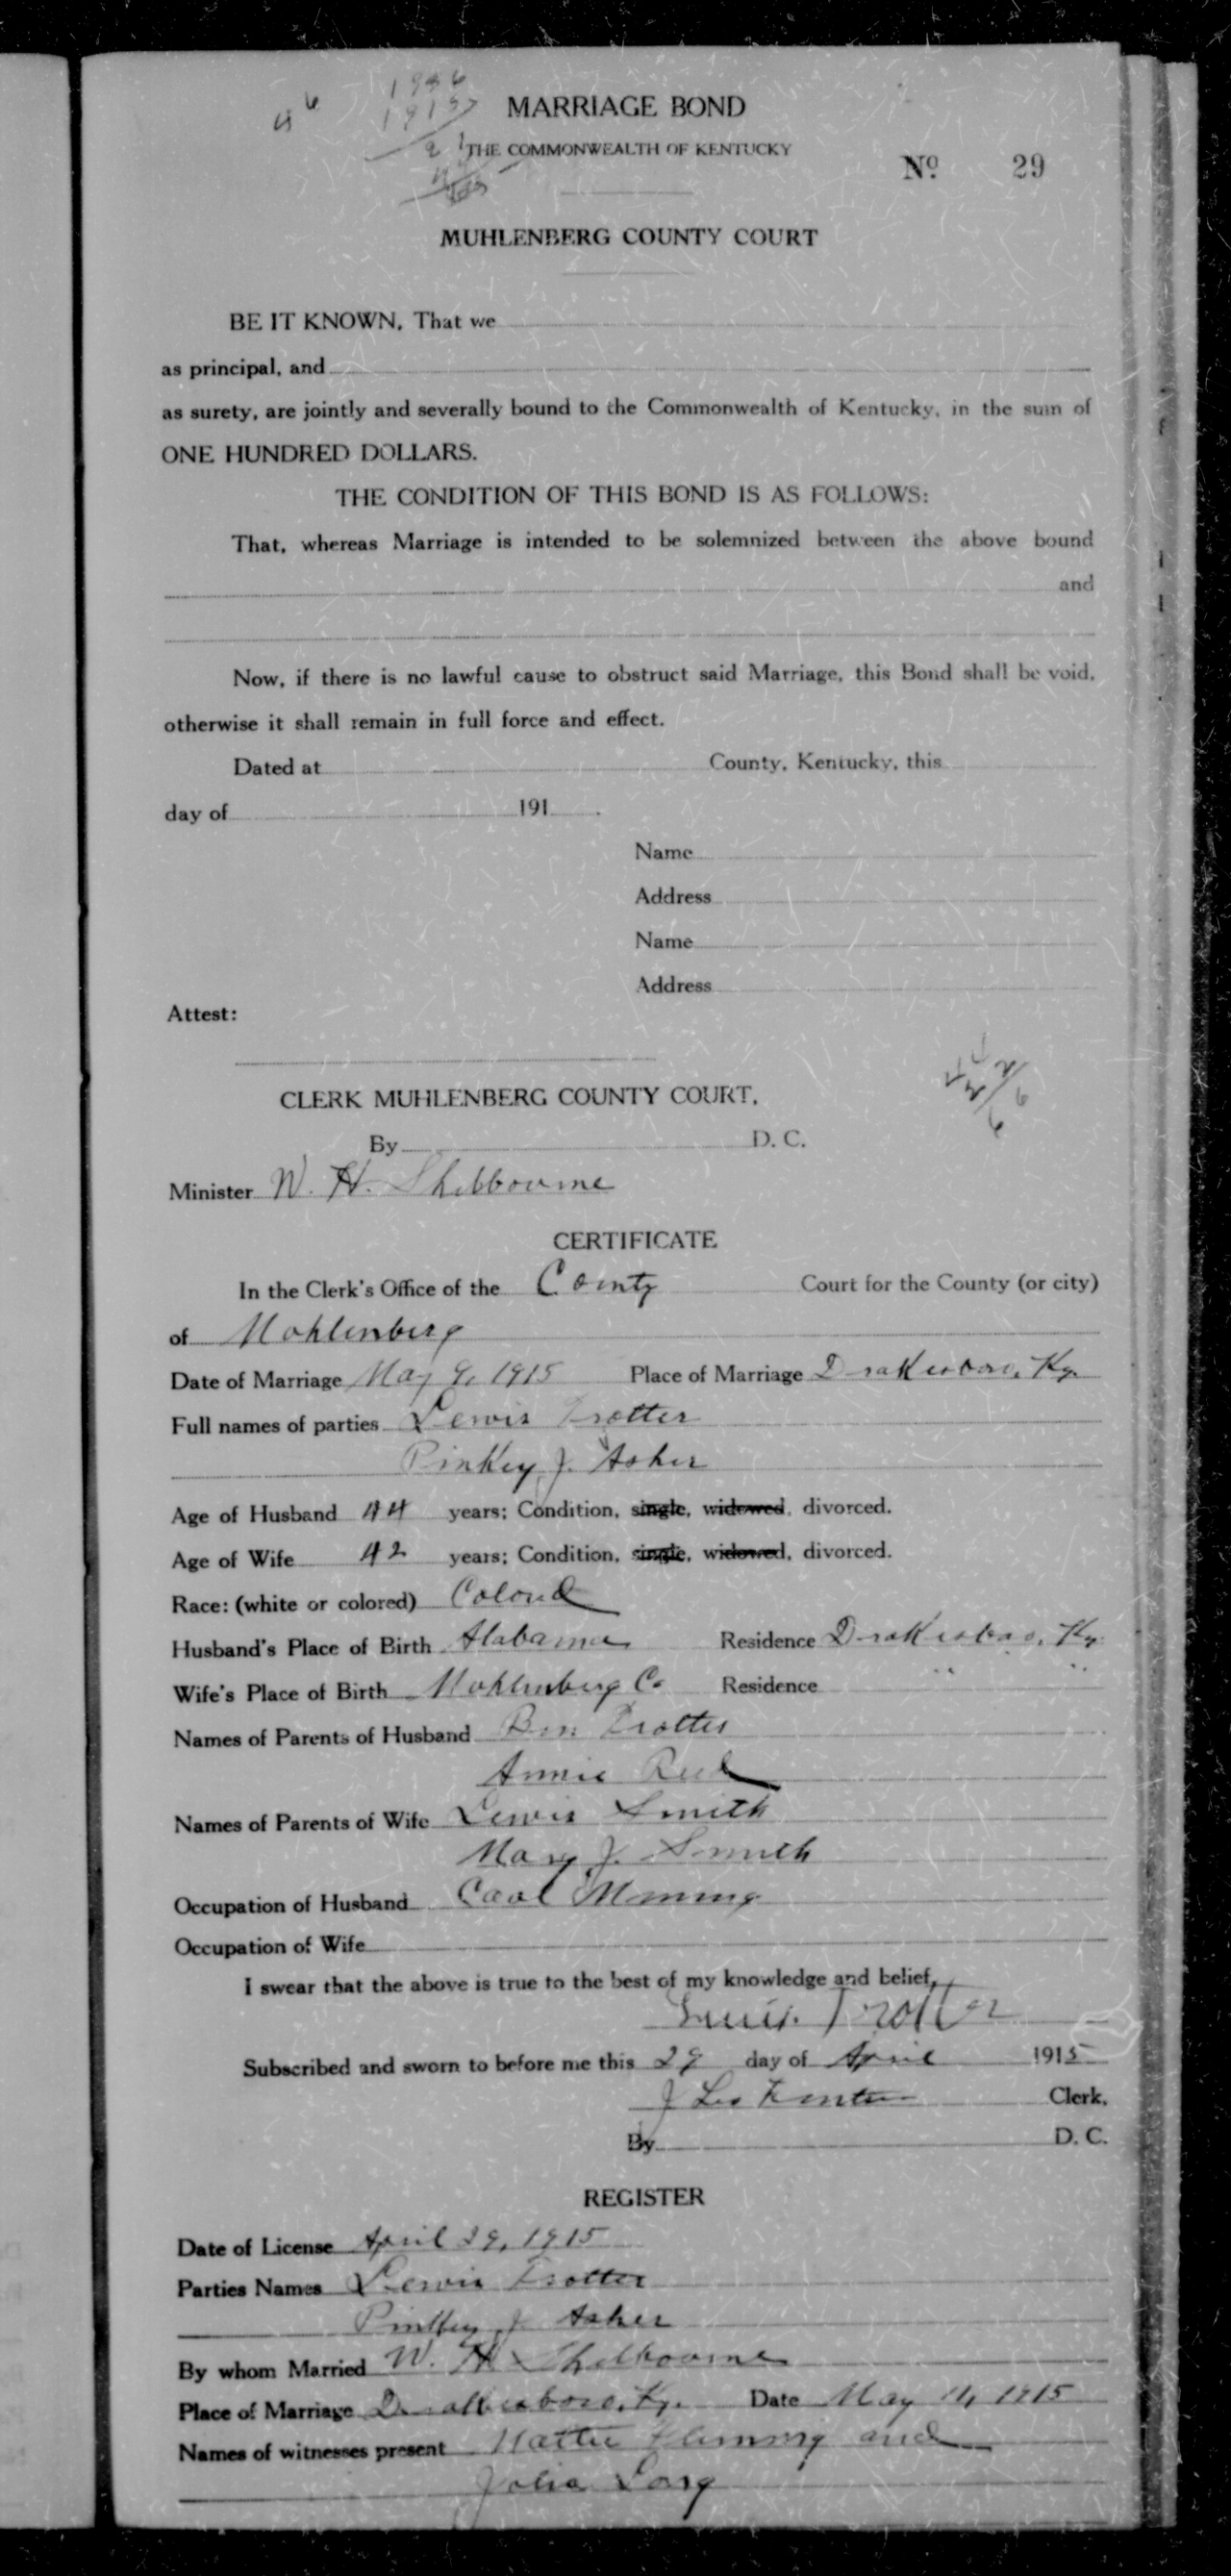 1936
1915
MARRIAGE BOND
THE COMMONWEALTH OF KENTUCKY
No. 29
MUHLENBERG COUNTY COURT
BE IT KNOWN, That we
as principal, and
as surety, are jointly and severally bound to the Commonwealth of Kentucky, in the sum of
ONE HUNDRED DOLLARS.
THE CONDITION OF THIS BOND IS AS FOLLOWS:
That, whereas Marriage is intended to be solemnized between the above bound
and
Now, if there is no lawful cause to obstruct said Marriage, this Bond shall be void,
otherwise it shall remain in full force and effect.
Dated at County, Kentucky, this
day of 191 .
Name
Address
Name
Address
Attest:
CLERK MUHLENBERG COUNTY COURT.
By D. C.
Minister W. H. Shelbourne
CERTIFICATE
In the Clerk's Office of the County Court for the County (or city)
of Mohlenberg
Date of Marriage May 9, 1915 Place of Marriage Drakesboro, Ky.
Full names of parties Lewis Trotter
Pinkey J. Asher
Age of Husband 44 years; Condition, single, widowed, divorced.
Age of Wife 42 years; Condition, single, widowed, divorced.
Race: (white or colored) Colored
Husband's Place of Birth Alabama Residence Drakesboro, Ky.
Wife's Place of Birth Mohlenberg Co Residence " "
Names of Parents of Husband Ben Trotter
Annie Reed
Names of Parents of Wife Lewis Smith
Mary J. Smith
Occupation of Husband Coal Mining
Occupation of Wife
I swear that the above is true to the best of my knowledge and belief,
Lewis Trotter
Subscribed and sworn to before me this 29 day of April 1915
J Leo Clerk.
By D. C.
REGISTER
Date of License April 29, 1915
Parties Names Lewis Trotter
Pinkey J Asher
By whom Married W. H. Shelbourne
Place of Marriage Drakesboro, Ky. Date May 1915
Names of witnesses present Hattie Fleming and
Julia Long